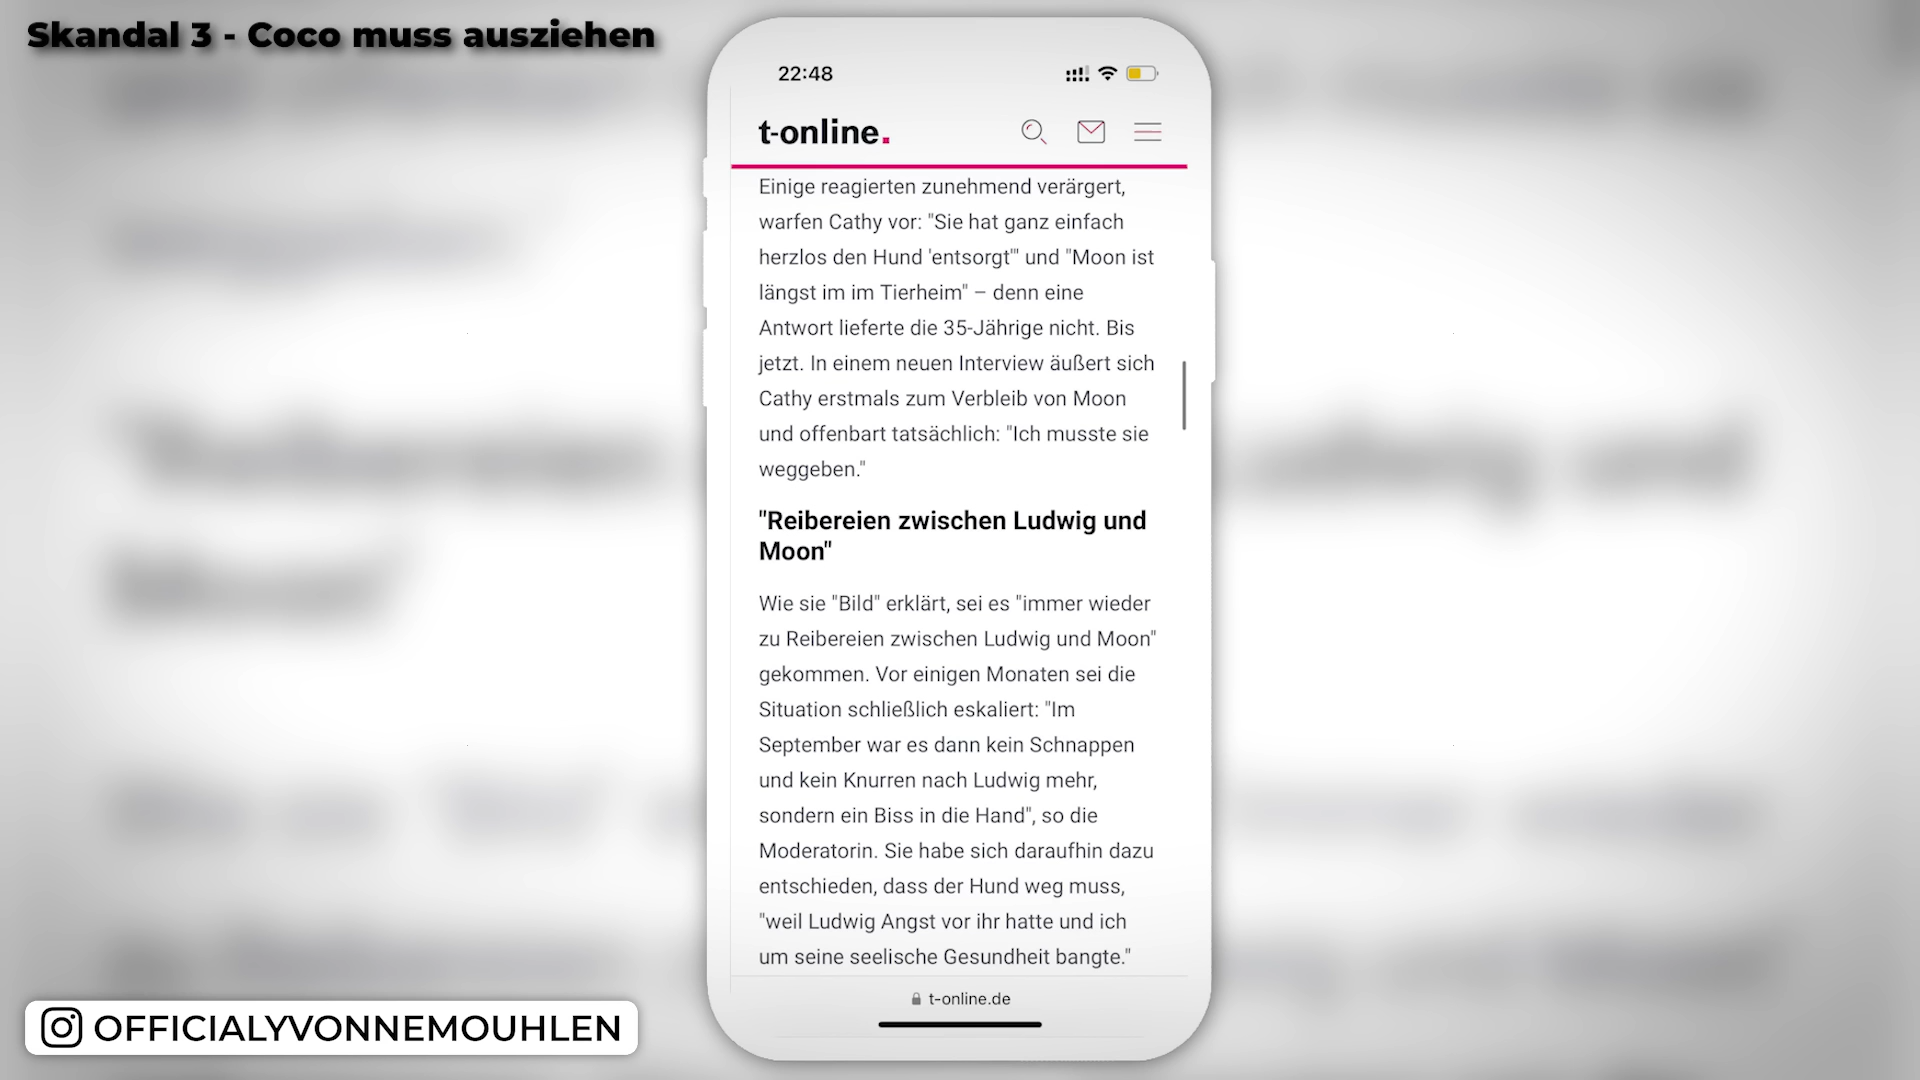 Skandal 3 - Coco muss ausziehen
22:48
t-online.
Einige reagierten zunehmend verärgert,
warfen Cathy vor: "Sie hat ganz einfach
herzlos den Hund 'entsorgt'" und "Moon ist
längst im im Tierheim" – denn eine
Antwort lieferte die 35-Jährige nicht. Bis
jetzt. In einem neuen Interview äußert sich
Cathy erstmals zum Verbleib von Moon
und offenbart tatsächlich: "Ich musste sie
weggeben."
"Reibereien zwischen Ludwig und
Moon"
Wie sie "Bild" erklärt, sei es "immer wieder
zu Reibereien zwischen Ludwig und Moon"
gekommen. Vor einigen Monaten sei die
Situation schließlich eskaliert: "Im
September war es dann kein Schnappen
und kein Knurren nach Ludwig mehr,
sondern ein Biss in die Hand", so die
Moderatorin. Sie habe sich daraufhin dazu
entschieden, dass der Hund weg muss,
"weil Ludwig Angst vor ihr hatte und ich
um seine seelische Gesundheit bangte."
t-online.de
OFFICIALYVONNEMOUHLEN